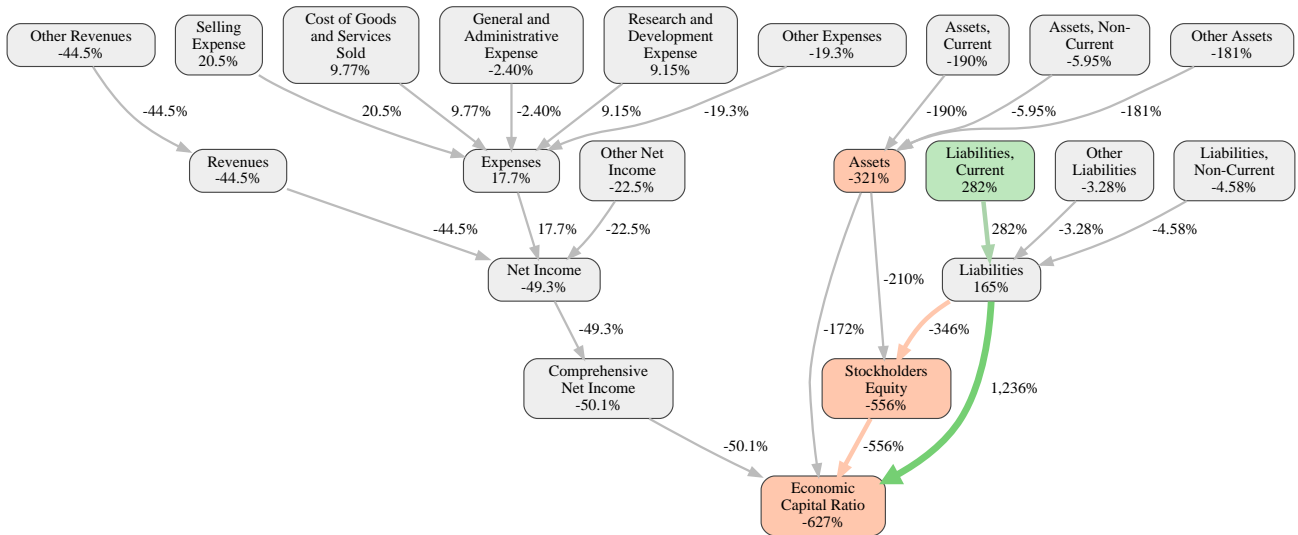 Other Revenues
-44.5%
Selling
Expense
20.5%
Cost of Goods
and Services
Sold
9.77%
General and
Administrative
Expense
-2.40%
Research and
Development
Expense
9.15%
Other Expenses
-19.3%
Assets,
Current
-190%
Assets, Non-
Current
-5.95%
Other Assets
-181%
-44.5%
20.5%
9.77%
-2.40%
9.15%
-19.3%
-190%
-5.95%
-181%
Revenues
-44.5%
Expenses
17.7%
Other Net
Income
-22.5%
Assets
-321%
Liabilities,
Current
282%
Other
Liabilities
-3.28%
Liabilities,
Non-Current
-4.58%
-44.5%
17.7%
-22.5%
282%
-3.28%
-4.58%
Net Income
-49.3%
-210%
Liabilities
165%
-49.3%
-172%
-346%
Comprehensive
Net Income
-50.1%
Stockholders
Equity
-556%
1,236%
-50.1%
-556%
Economic
Capital Ratio
-627%